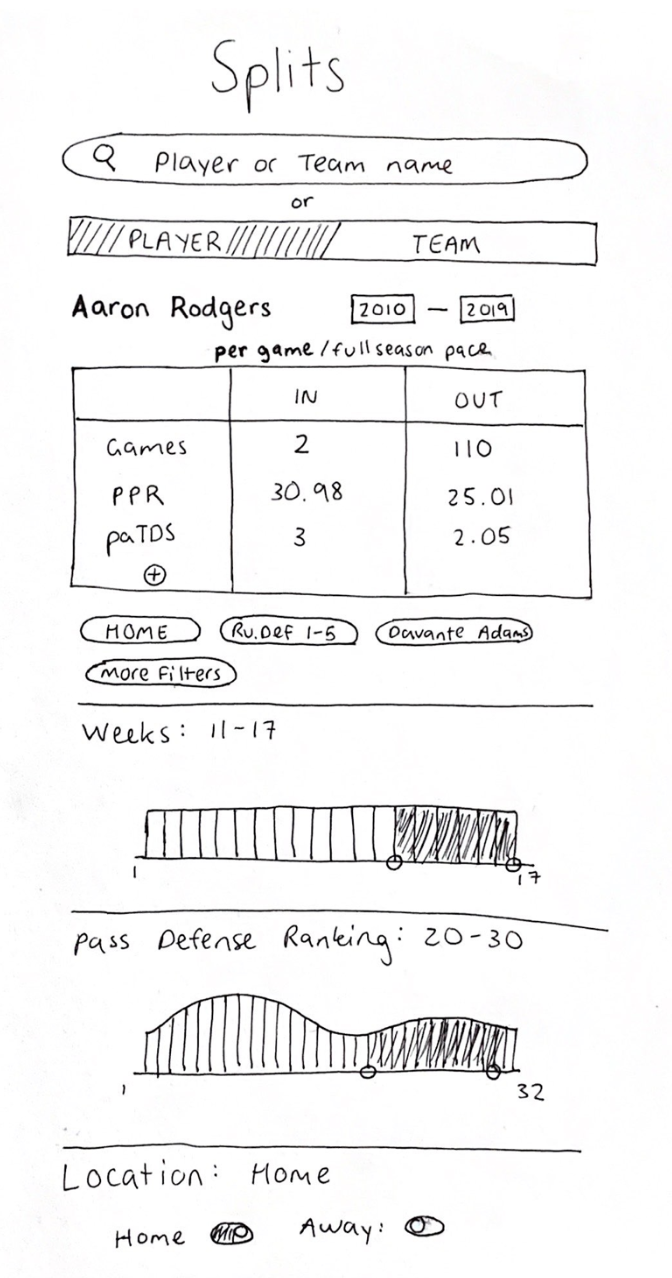 Splits
Player or Team name
or
PLAYER TEAM
Aaron Rodgers 2010 — 2019
per game/full season pace
IN OUT
Games 2 110
PPR 30.98 25.01
paTDS 3 2.05
+
HOME Ru.Def 1-5 Davante Adams
More Filters
Weeks: 11-17
1 17
Pass Defense Ranking: 20-30
1 32
Location: Home
Home Away: